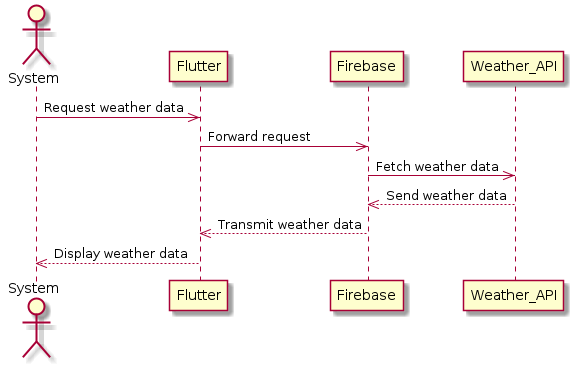 System
Flutter
Firebase
Weather_API
Request weather data
Forward request
Fetch weather data
Send weather data
Transmit weather data
Display weather data
System
Flutter
Firebase
Weather_API